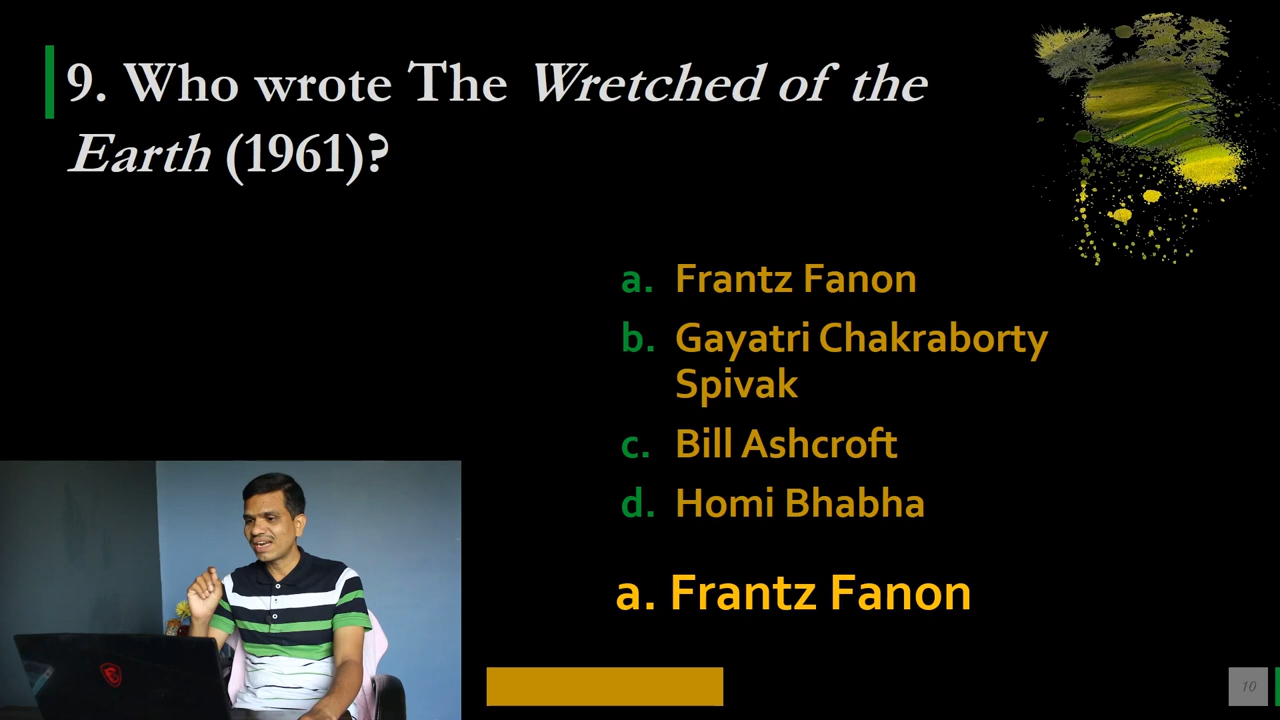 9. Who wrote The Wretched of the
Earth (1961)?
a. Frantz Fanon
b. Gayatri Chakraborty
Spivak
c. Bill Ashcroft
d. Homi Bhabha
a. Frantz Fanon
10